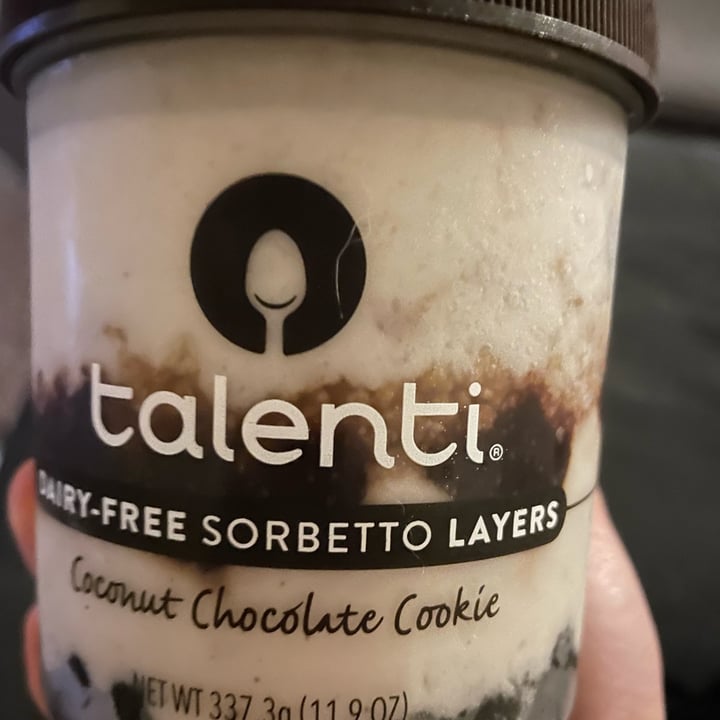 talenti®
DAIRY-FREE SORBETTO LAYERS
Coconut Chocolate Cookie
NET WT 337.3g (11.9 OZ)